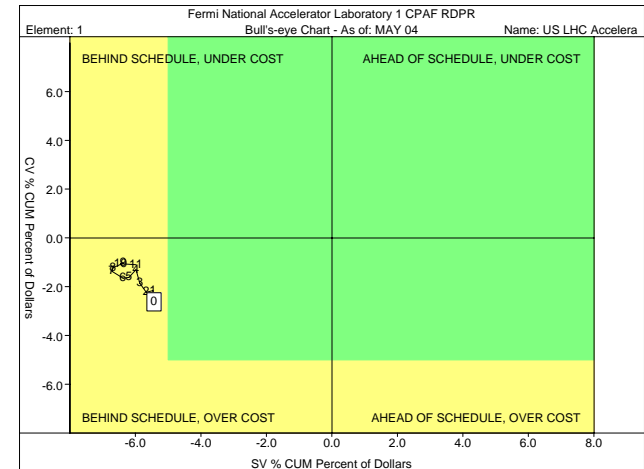 Fermi National Accelerator Laboratory 1 CPAF RDPR
Element: 1 Bull's-eye Chart - As of: MAY 04 Name: US LHC Accelera
BEHIND SCHEDULE, UNDER COST AHEAD OF SCHEDULE, UNDER COST
6.0
4.0
2.0
0.0
-2.0
-4.0
-6.0
CV % CUM Percent of Dollars
11
5
3
21
0
BEHIND SCHEDULE, OVER COST AHEAD OF SCHEDULE, OVER COST
-6.0 -4.0 -2.0 0.0 2.0 4.0 6.0 8.0
SV % CUM Percent of Dollars